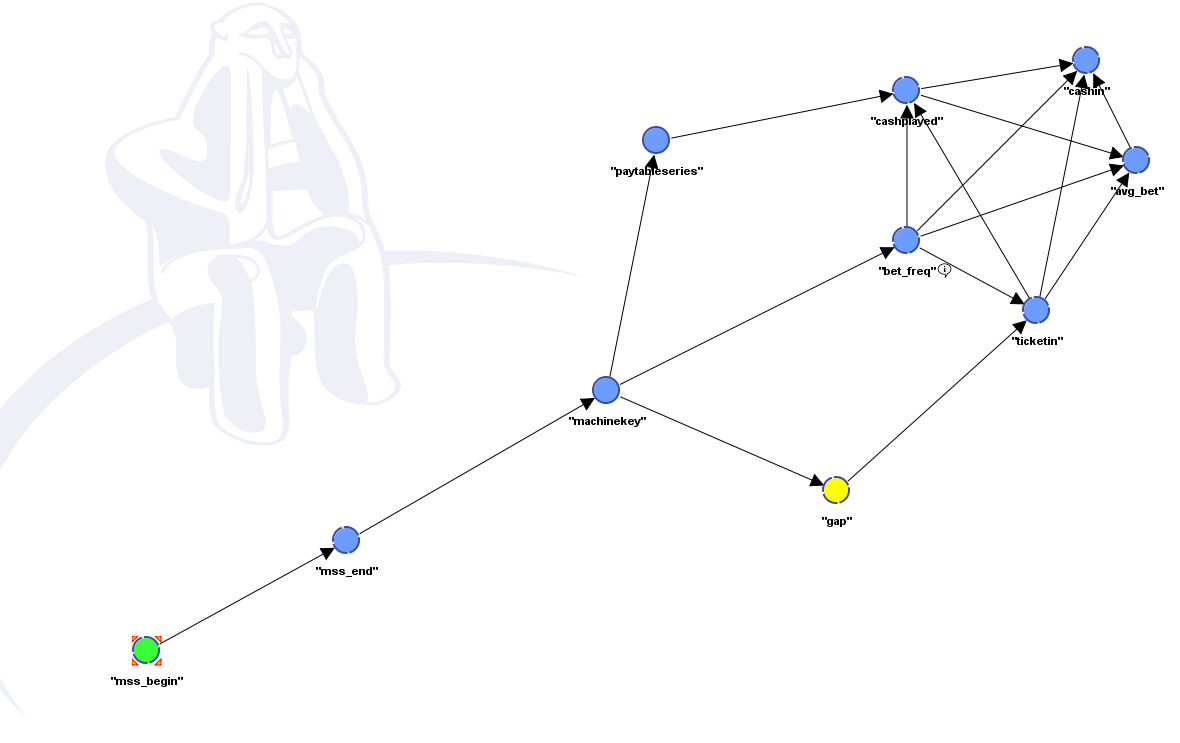 "cashin"
"cashplayed"
"paytableseries"
"avg_bet"
"bet_freq"
i
"ticketin"
"machinekey"
"gap"
"mss_end"
"mss_begin"